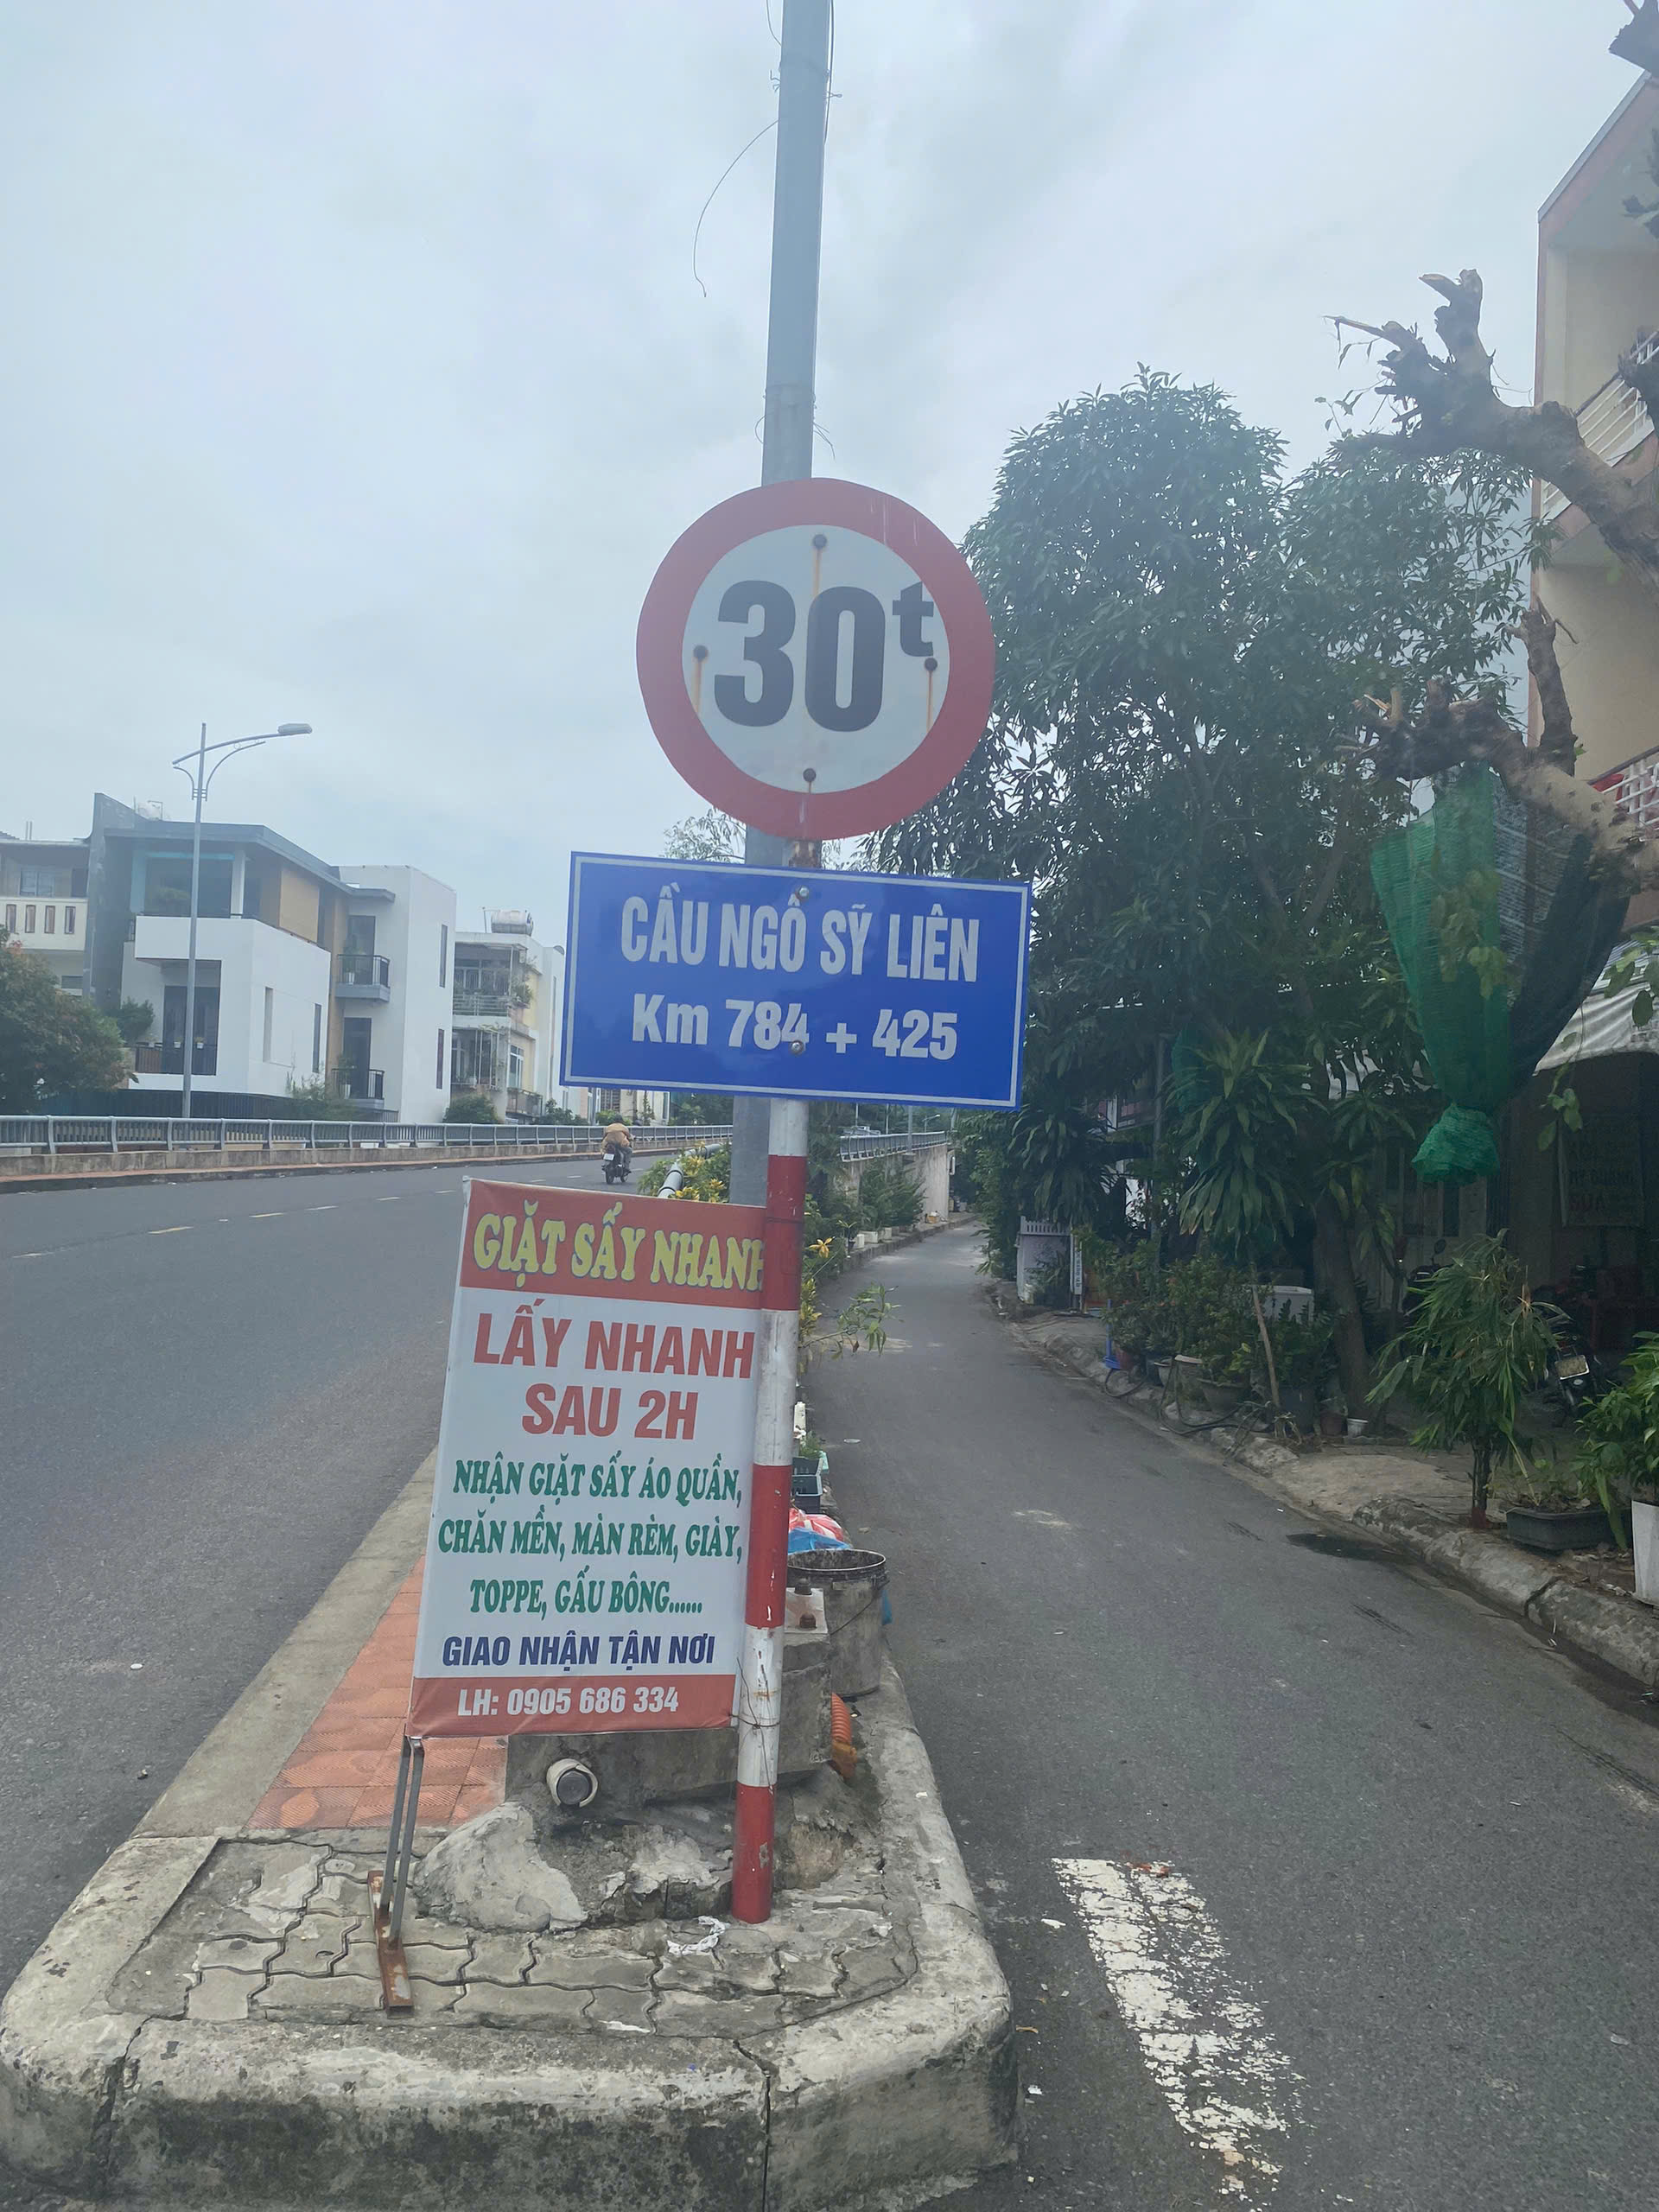 30t
CẦU NGÔ SỸ LIÊN
Km 784 + 425
GIẶT SẤY NHANH
LẤY NHANH
SAU 2H
NHẬN GIẶT SẤY ÁO QUẦN,
CHĂN MỀN, MÀN RÈM, GIÀY,
TOPPE, GẤU BÔNG......
GIAO NHẬN TẬN NƠI
LH: 0905 686 334